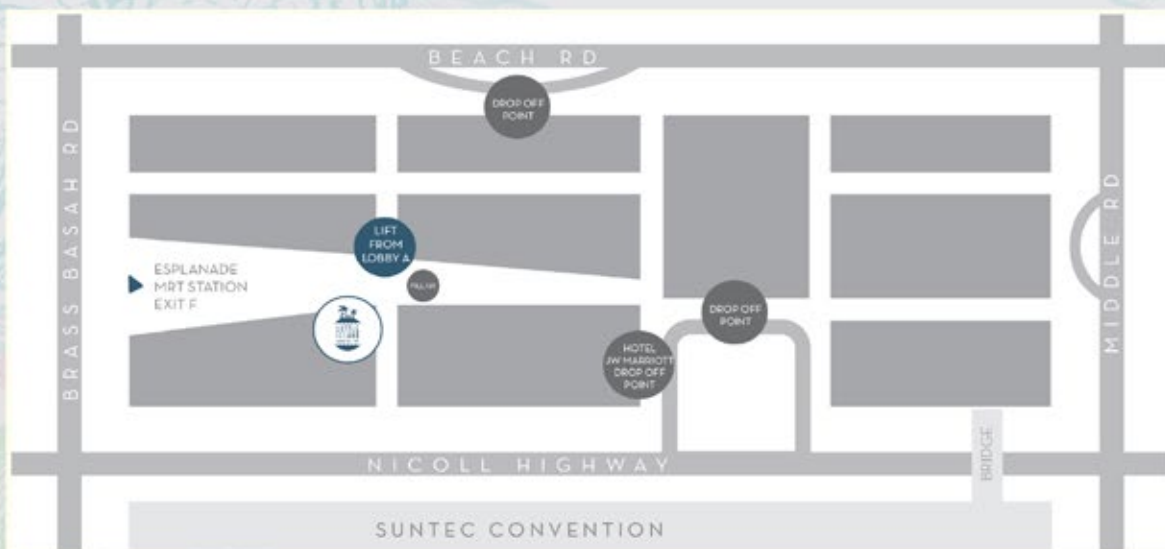 BEACH RD
DROP OFF
POINT
BRASS BASAH RD
MIDDLE RD
LIFT
FROM
LOBBY A
ESPLANADE
MRT STATION
EXIT F
DROP OFF
POINT
HOTEL
JW MARRIOTT
DROP OFF
POINT
NICOLL HIGHWAY
BRIDGE
SUNTEC CONVENTION